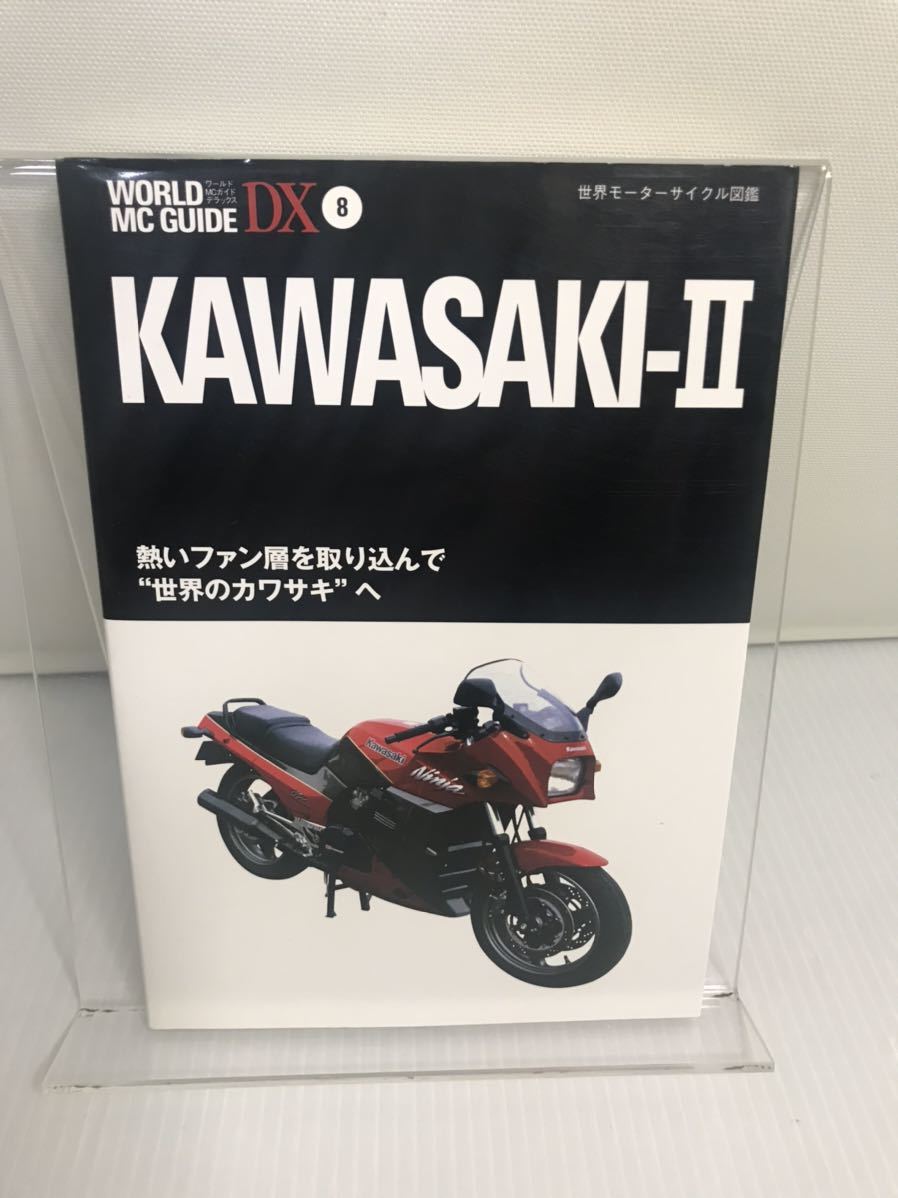 WORLD
MC GUIDE
ワールド
MCガイド
デラックス
DX
8
世界モーターサイクル図鑑
KAWASAKI-II
熱いファン層を取り込んで
“世界のカワサキ”へ
Kawasaki
Ninja
Kawasaki